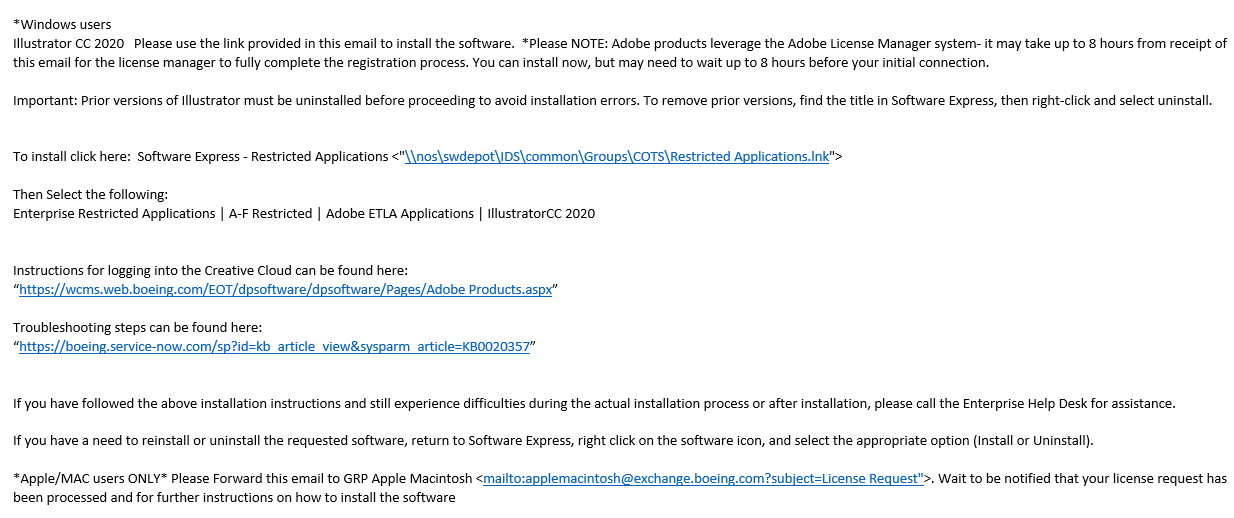 *Windows users
Illustrator CC 2020   Please use the link provided in this email to install the software.  *Please NOTE: Adobe products leverage the Adobe License Manager system- it may take up to 8 hours from receipt of
this email for the license manager to fully complete the registration process. You can install now, but may need to wait up to 8 hours before your initial connection.
Important: Prior versions of Illustrator must be uninstalled before proceeding to avoid installation errors. To remove prior versions, find the title in Software Express, then right-click and select uninstall.
To install click here:  Software Express - Restricted Applications <"\\nos\swdepot\IDS\common\Groups\COTS\Restricted Applications.lnk">
Then Select the following:
Enterprise Restricted Applications | A-F Restricted | Adobe ETLA Applications | IllustratorCC 2020
Instructions for logging into the Creative Cloud can be found here:
“https://wcms.web.boeing.com/EOT/dpsoftware/dpsoftware/Pages/Adobe Products.aspx”
Troubleshooting steps can be found here:
“https://boeing.service-now.com/sp?id=kb_article_view&sysparm_article=KB0020357”
If you have followed the above installation instructions and still experience difficulties during the actual installation process or after installation, please call the Enterprise Help Desk for assistance.
If you have a need to reinstall or uninstall the requested software, return to Software Express, right click on the software icon, and select the appropriate option (Install or Uninstall).
*Apple/MAC users ONLY* Please Forward this email to GRP Apple Macintosh <mailto:applemacintosh@exchange.boeing.com?subject=License Request">. Wait to be notified that your license request has
been processed and for further instructions on how to install the software